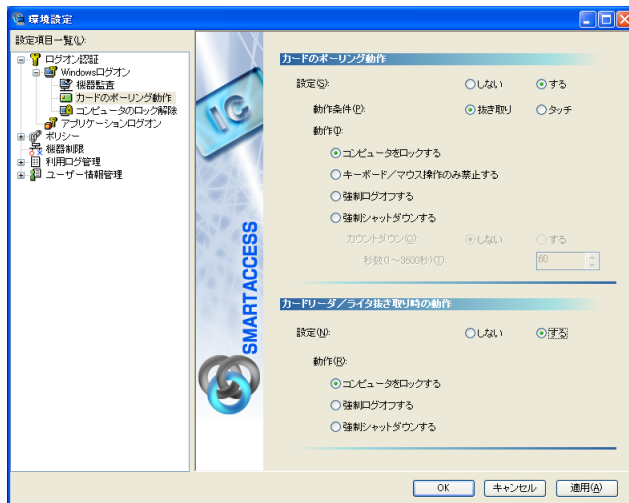 環境設定
設定項目一覧(L):
ログオン認証
Windowsログオン
機器監査
カードのポーリング動作
コンピュータのロック解除
アプリケーションログオン
ポリシー
機器制限
利用ログ管理
ユーザー情報管理
IC
SMARTACCESS
カードのポーリング動作
設定(S): しない する
動作条件(P): 抜き取り タッチ
動作(I):
コンピュータをロックする
キーボード/マウス操作のみ禁止する
強制ログオフする
強制シャットダウンする
カウントダウン(C): しない する
秒数(1~3600秒)(T): 60
カードリーダ/ライタ抜き取り時の動作
設定(N): しない する
動作(R):
コンピュータをロックする
強制ログオフする
強制シャットダウンする
OK キャンセル 適用(A)